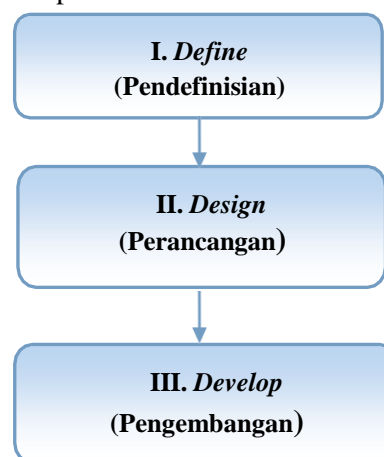 I. Define
(Pendefinisian)
II. Design
(Perancangan)
III. Develop
(Pengembangan)